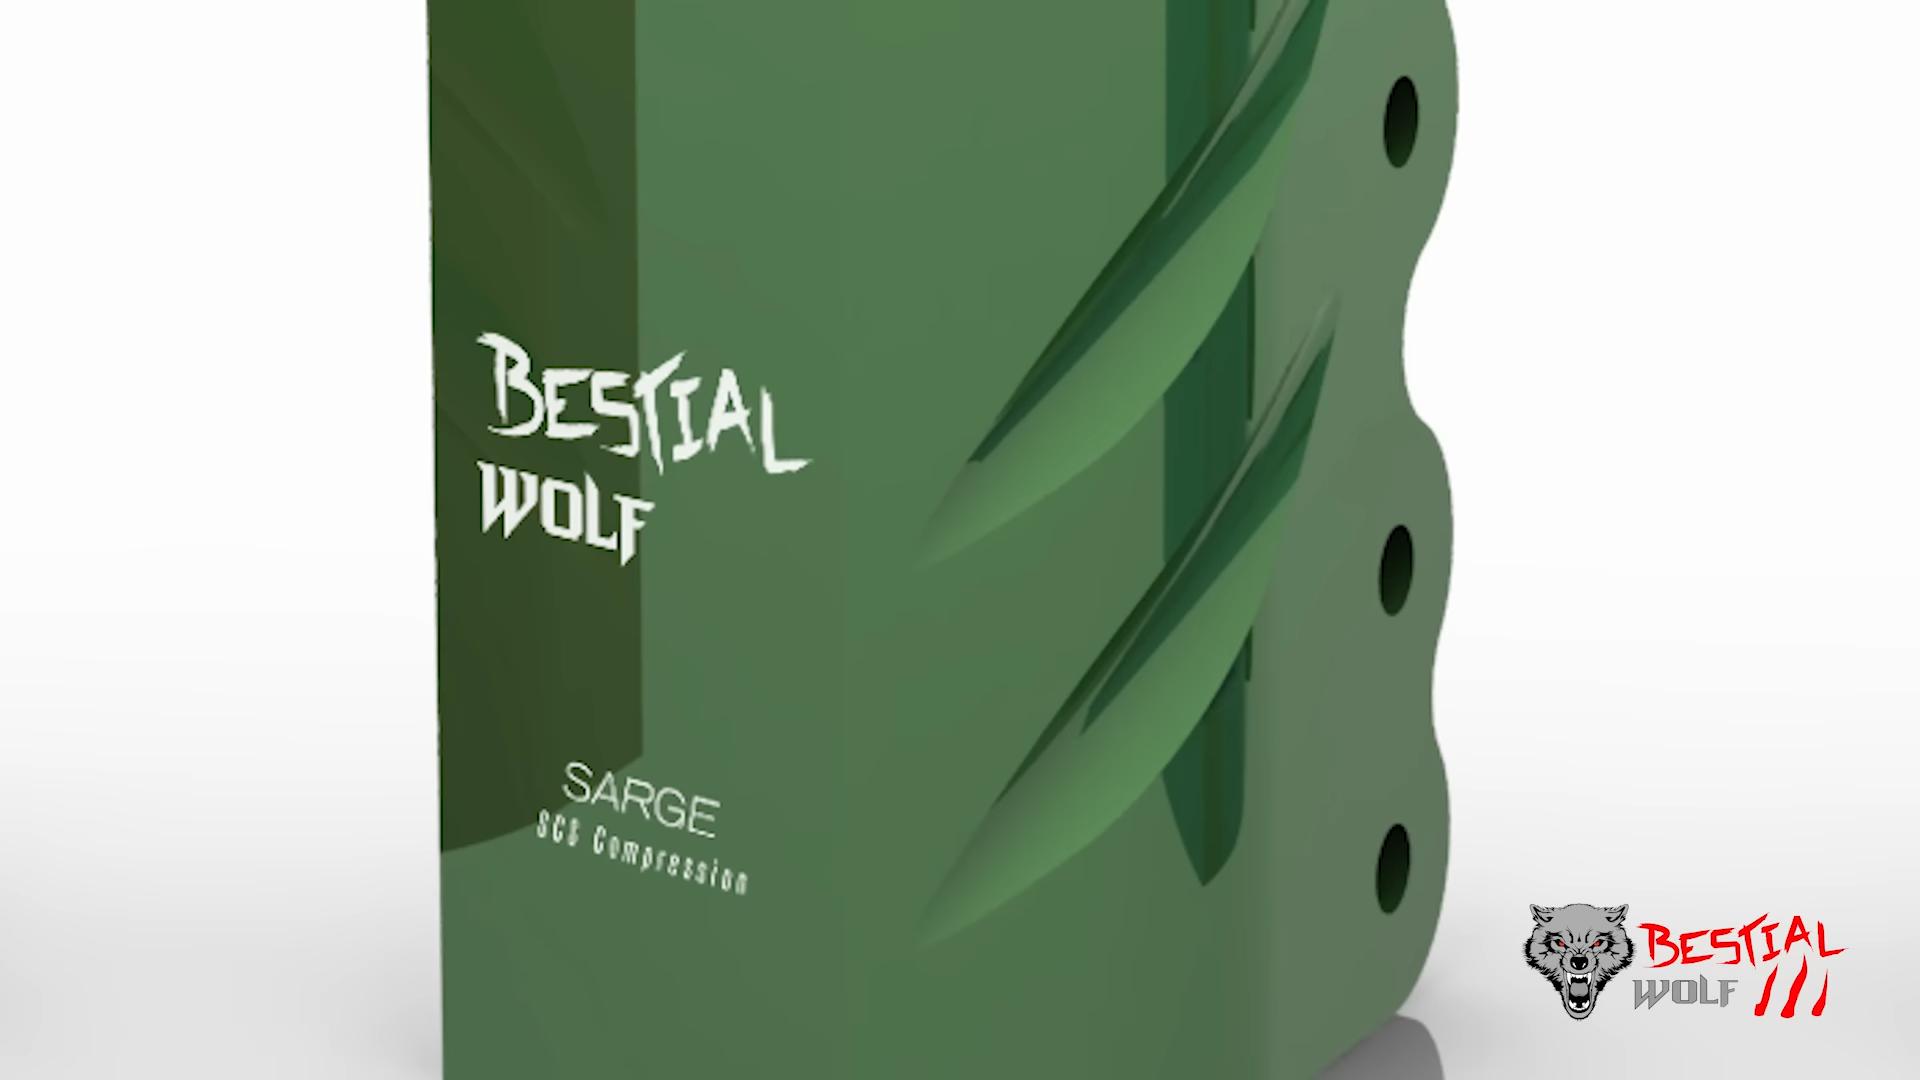 BESTIAL
WOLF
SARGE
SCS Compression
BESTIAL
WOLF